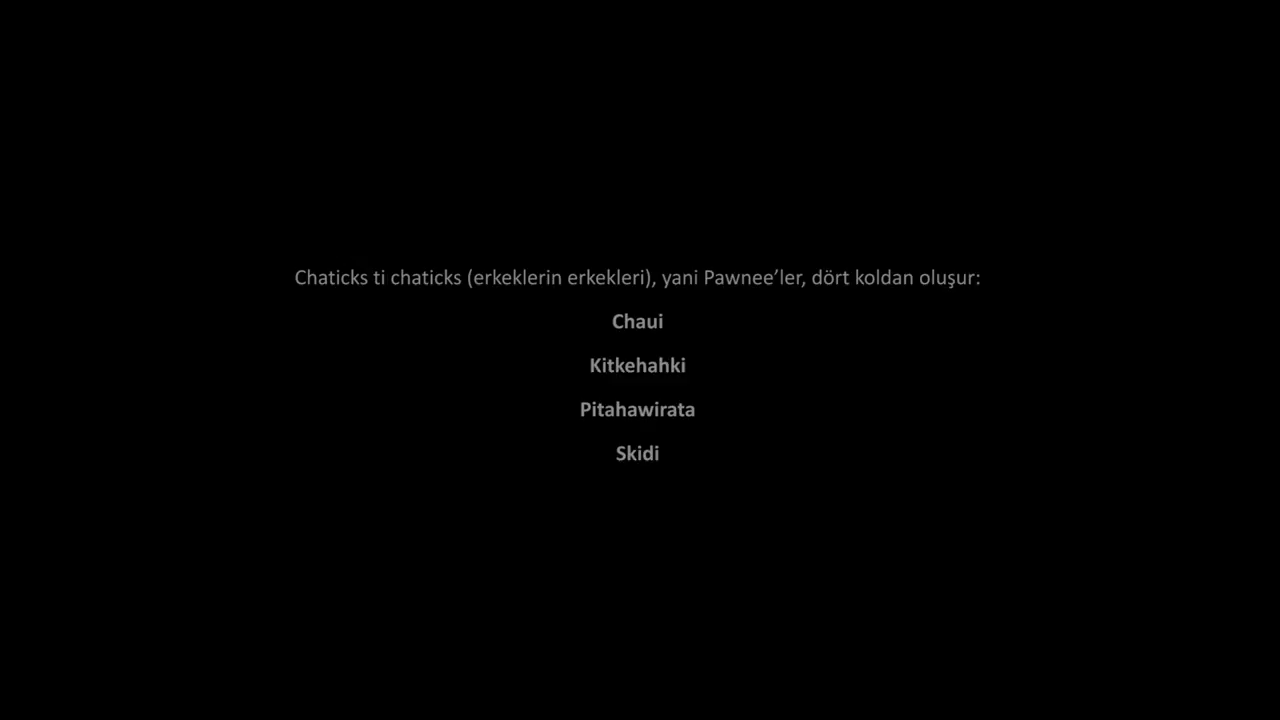 Chaticks ti chaticks (erkeklerin erkekleri), yani Pawnee’ler, dört koldan oluşur:
Chaui
Kitkehahki
Pitahawirata
Skidi